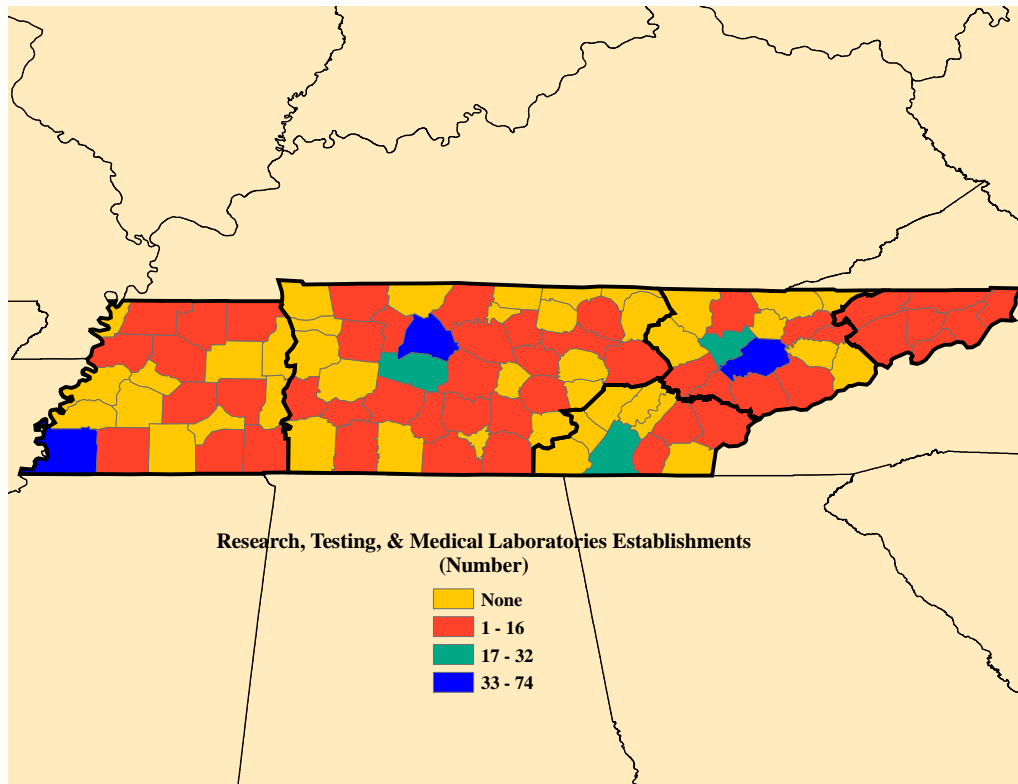 Research, Testing, & Medical Laboratories Establishments
(Number)
None
1 - 16
17 - 32
33 - 74